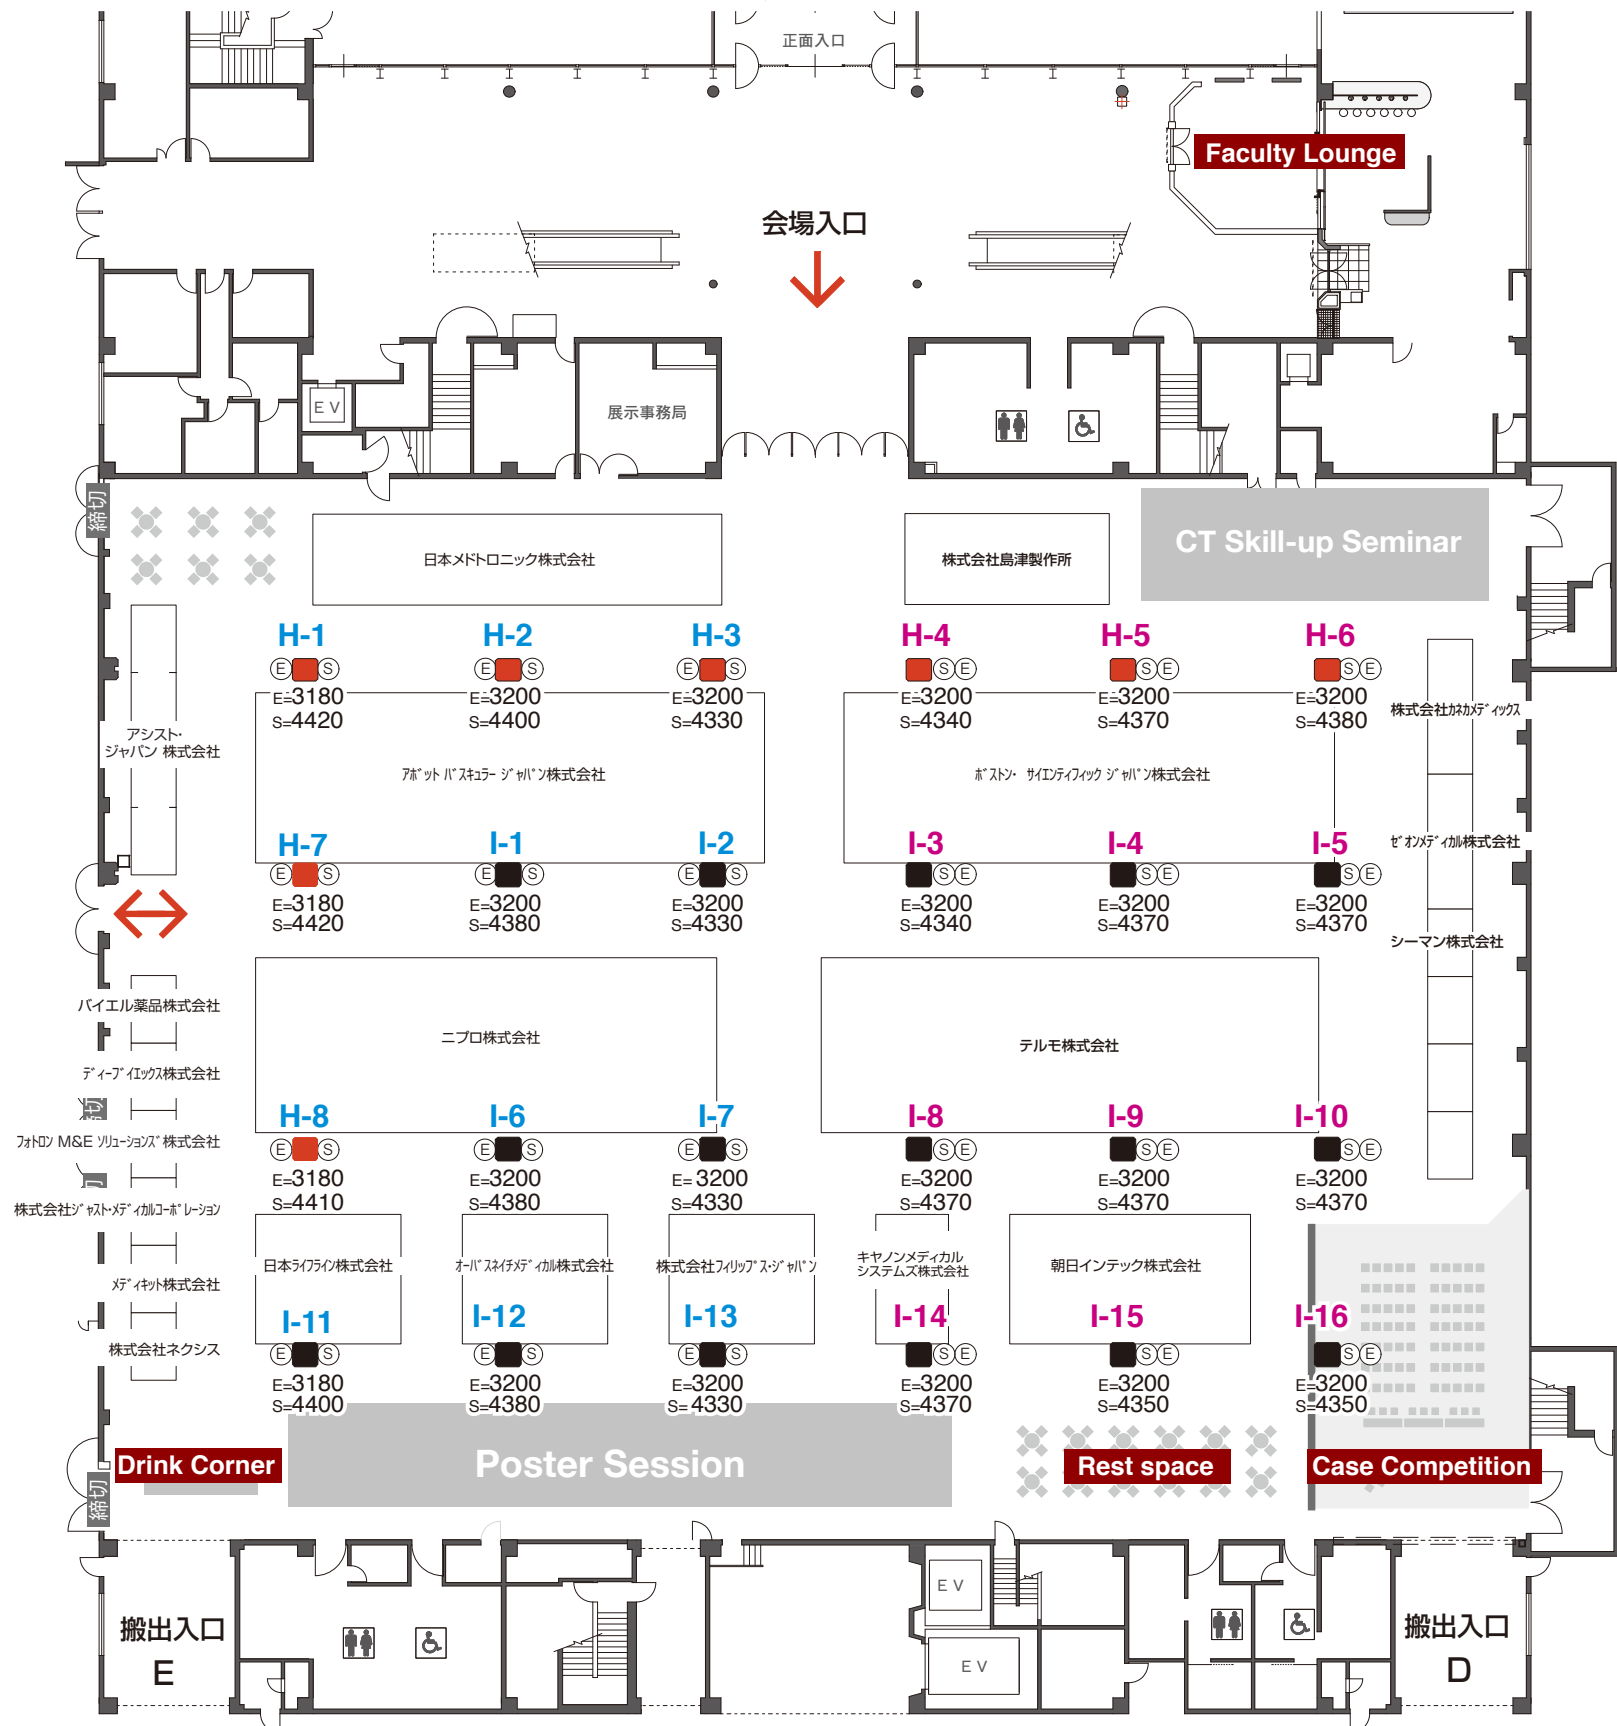 正面入口
Faculty Lounge
会場入口
EV
展示事務局
締切
日本メドトロニック株式会社
株式会社島津製作所
CT Skill-up Seminar
H-1
H-2
H-3
H-4
H-5
H-6
E S
E S
E S
S E
S E
S E
E=3180
S=4420
E=3200
S=4400
E=3200
S=4330
E=3200
S=4340
E=3200
S=4370
E=3200
S=4380
株式会社カネカメディックス
アシスト・
ジャパン 株式会社
アボット バスキュラー ジャパン株式会社
ボストン・ サイエンティフィック ジャパン株式会社
ゼオンメディカル株式会社
H-7
I-1
I-2
I-3
I-4
I-5
E S
E S
E S
S E
S E
S E
E=3180
S=4420
E=3200
S=4380
E=3200
S=4330
E=3200
S=4340
E=3200
S=4370
E=3200
S=4370
シーマン株式会社
バイエル薬品株式会社
ニプロ株式会社
テルモ株式会社
ディーブイエックス株式会社
切
フォトロン M&E ソリューションズ株式会社
H-8
I-6
I-7
I-8
I-9
I-10
E S
E S
E S
S E
S E
S E
E=3180
S=4410
E=3200
S=4380
E= 3200
S=4330
E=3200
S=4370
E=3200
S=4370
E=3200
S=4370
切
株式会社ジャスト・メディカルコーポレーション
日本ライフライン株式会社
オーバスネイチメディカル株式会社
株式会社フィリップス・ジャパン
キヤノンメディカル
システムズ株式会社
朝日インテック株式会社
メディキット株式会社
I-11
I-12
I-13
I-14
I-15
I-16
株式会社ネクシス
E S
E S
E S
S E
S E
S E
E=3180
S=4400
E=3200
S=4380
E=3200
S=4330
E=3200
S=4370
E=3200
S=4350
E=3200
S=4350
Drink Corner
Poster Session
Rest space
Case Competition
締切
EV
EV
搬出入口
E
搬出入口
D